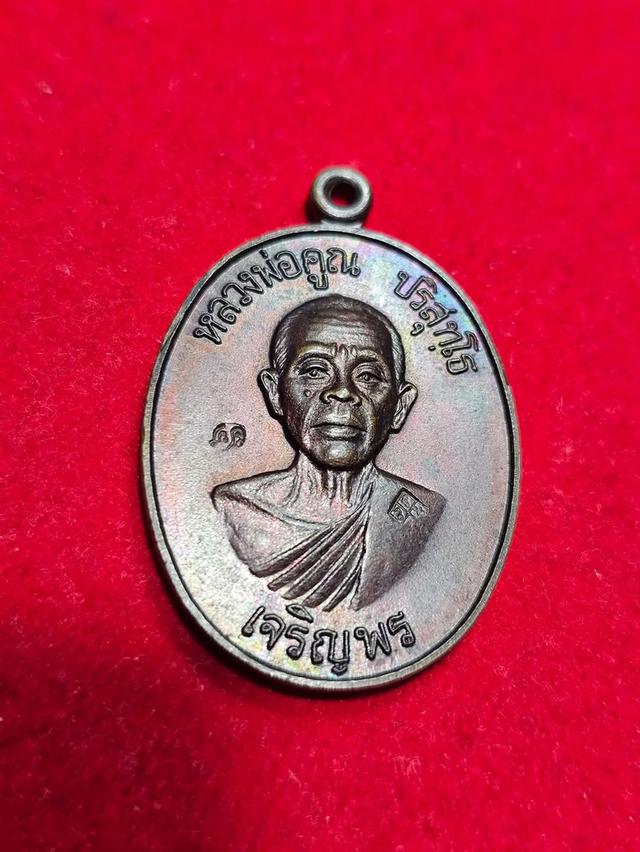 หลวงพ่อคูณ ปริสุทฺโธ
เจริญพร